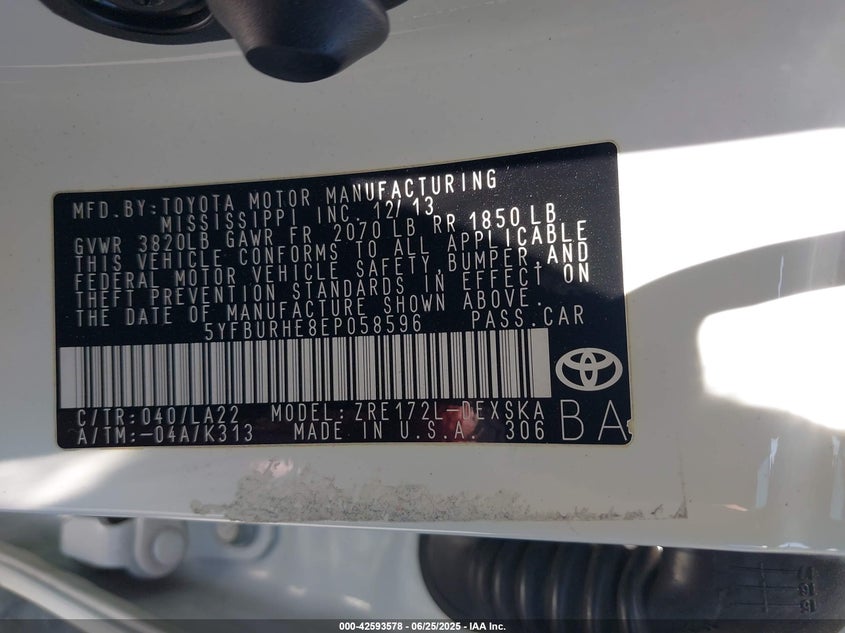 MFD.BY:TOYOTA MOTOR MANUFACTURING
MISSISSIPPI INC. 12/13
GVWR 3820LB GAWR FR 2070 LB RR 1850 LB
THIS VEHICLE CONFORMS TO ALL APPLICABLE
FEDERAL MOTOR VEHICLE SAFETY,BUMPER,AND
THEFT PREVENTION STANDARDS IN EFFECT ON
THE DATE OF MANUFACTURE SHOWN ABOVE.
5YFBURHE8EP058596 PASS.CAR
C/TR:040/LA22 MODEL:ZRE172L-DEXSKA
A/TM:-04A/K313 MADE IN U.S.A. 306 BA
000-42593578 - 06/25/2025 - IAA Inc.